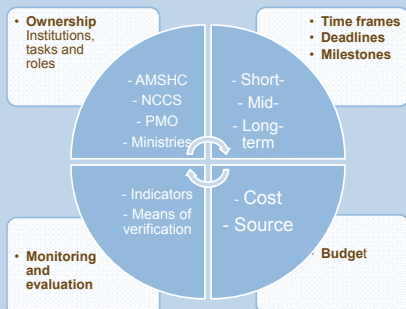 • Ownership
Institutions,
tasks and
roles
• Time frames
• Deadlines
• Milestones
- AMSHC
- NCCS
- PMO
- Ministries
- Short-
- Mid-
- Long-
term
- Indicators
- Means of
verification
- Cost
- Source
• Monitoring
and
evaluation
• Budget